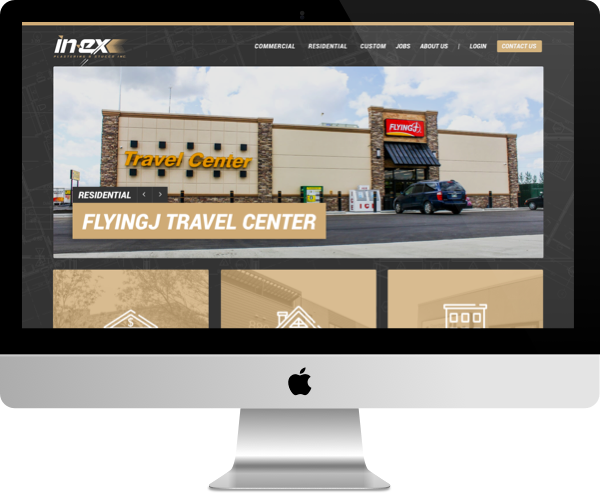 in·ex
PLASTERING & STUCCO INC.
COMMERCIAL RESIDENTIAL CUSTOM JOBS ABOUT US | LOGIN CONTACT US
FLYING J
Travel Center
ICE
RESIDENTIAL < >
FLYINGJ TRAVEL CENTER
$